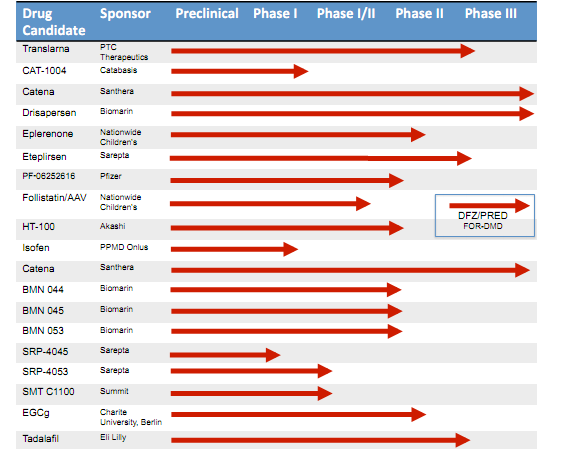 Drug Candidate Sponsor Preclinical Phase I Phase I/II Phase II Phase III
Translarna PTC Therapeutics
CAT-1004 Catabasis
Catena Santhera
Drisapersen Biomarin
Eplerenone Nationwide Children's
Eteplirsen Sarepta
PF-06252616 Pfizer
Follistatin/AAV Nationwide Children's
DFZ/PRED
FOR-DMD
HT-100 Akashi
Isofen PPMD Onlus
Catena Santhera
BMN 044 Biomarin
BMN 045 Biomarin
BMN 053 Biomarin
SRP-4045 Sarepta
SRP-4053 Sarepta
SMT C1100 Summit
EGCg Charite University, Berlin
Tadalafil Eli Lilly